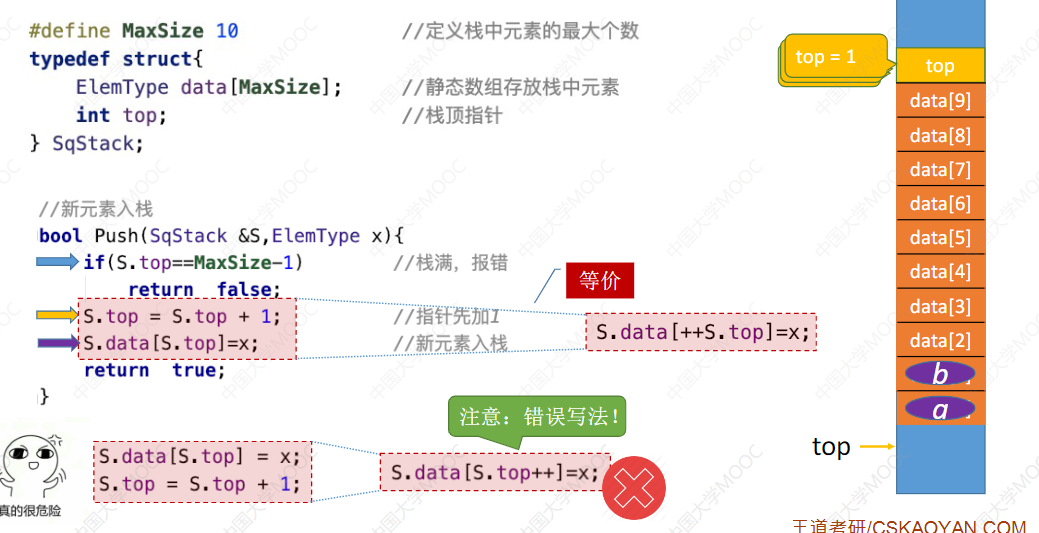 #define MaxSize 10 //定义栈中元素的最大个数
typedef struct{
ElemType data[MaxSize]; //静态数组存放栈中元素
int top; //栈顶指针
} SqStack;
//新元素入栈
bool Push(SqStack &S,ElemType x){
if(S.top==MaxSize-1) //栈满，报错
return false;
S.top = S.top + 1; //指针先加1
S.data[S.top]=x; //新元素入栈
return true;
}
等价
S.data[++S.top]=x;
注意：错误写法！
S.data[S.top] = x;
S.top = S.top + 1;
S.data[S.top++]=x;
真的很危险
top = 1
top
data[9]
data[8]
data[7]
data[6]
data[5]
data[4]
data[3]
data[2]
b
a
top
王道考研/CSKAOYAN.COM
中国大学MOOC